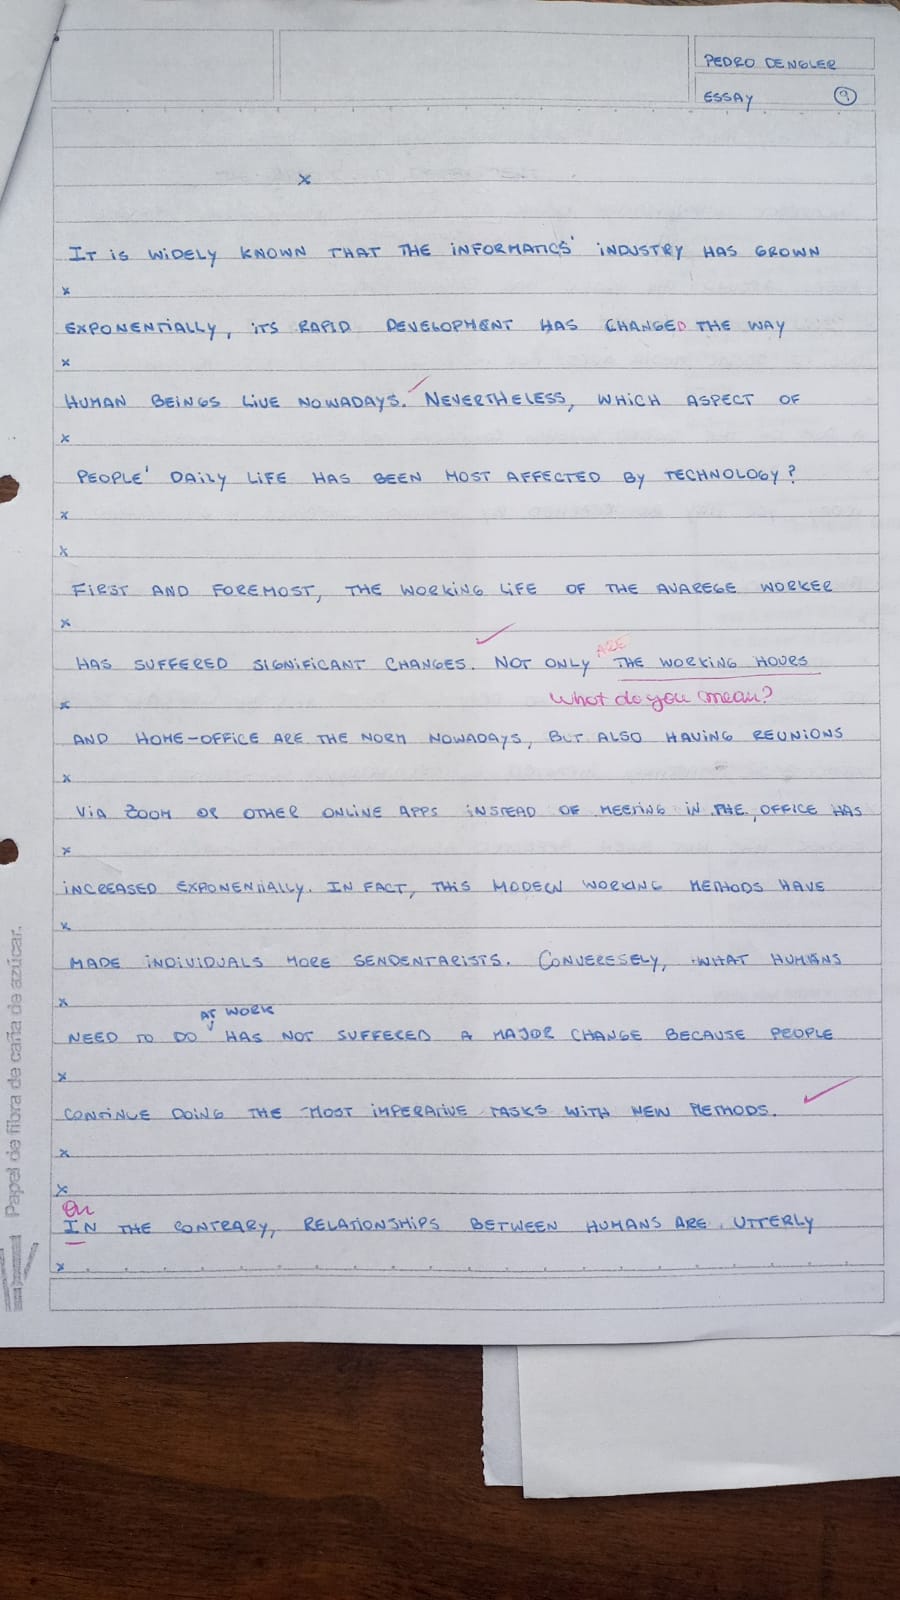 PEDRO DENGLER
ESSAY 9
x
IT IS WIDELY KNOWN THAT THE INFORMATICS' INDUSTRY HAS GROWN
x
EXPONENTIALLY, ITS RAPID DEVELOPMENT HAS CHANGED THE WAY
x
HUMAN BEINGS LIVE NOWADAYS. NEVERTHELESS, WHICH ASPECT OF
x
PEOPLE' DAILY LIFE HAS BEEN MOST AFFECTED BY TECHNOLOGY?
x
x
FIRST AND FOREMOST, THE WORKING LIFE OF THE AVAREGE WORKER
x
ARE
HAS SUFFERED SIGNIFICANT CHANGES. NOT ONLY THE WORKING HOURS
What do you mean?
x
AND HOME-OFFICE ARE THE NORM NOWADAYS, BUT ALSO HAVING REUNIONS
x
VIA ZOOM OR OTHER ONLINE APPS INSTEAD OF MEETING IN THE OFFICE HAS
x
INCREASED EXPONENTIALLY. IN FACT, THIS MODERN WORKING METHODS HAVE
x
MADE INDIVIDUALS MORE SENDENTARISTS. CONVERESELY, WHAT HUMANS
x
AT WORK
NEED TO DO HAS NOT SUFFERED A MAJOR CHANGE BECAUSE PEOPLE
x
CONTINUE DOING THE MOST IMPERATIVE TASKS WITH NEW METHODS.
x
x
On
IN THE CONTRARY, RELATIONSHIPS BETWEEN HUMANS ARE UTTERLY
x
Papel de fibra de caña de azúcar.